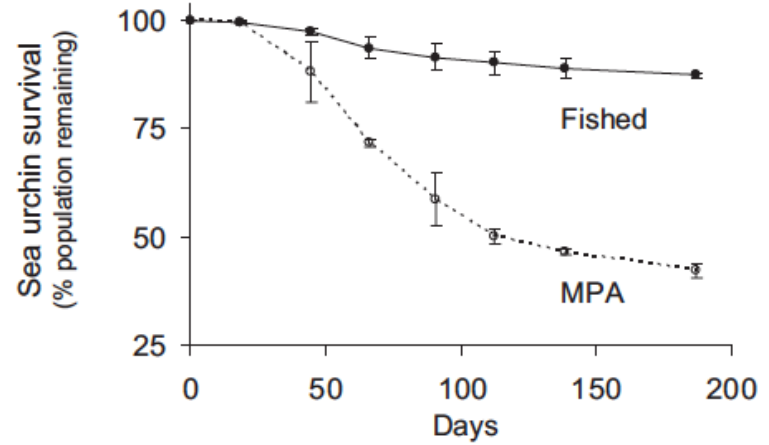 Sea urchin survival
(% population remaining)
100
75
50
25
Fished
MPA
0
50
100
150
200
Days